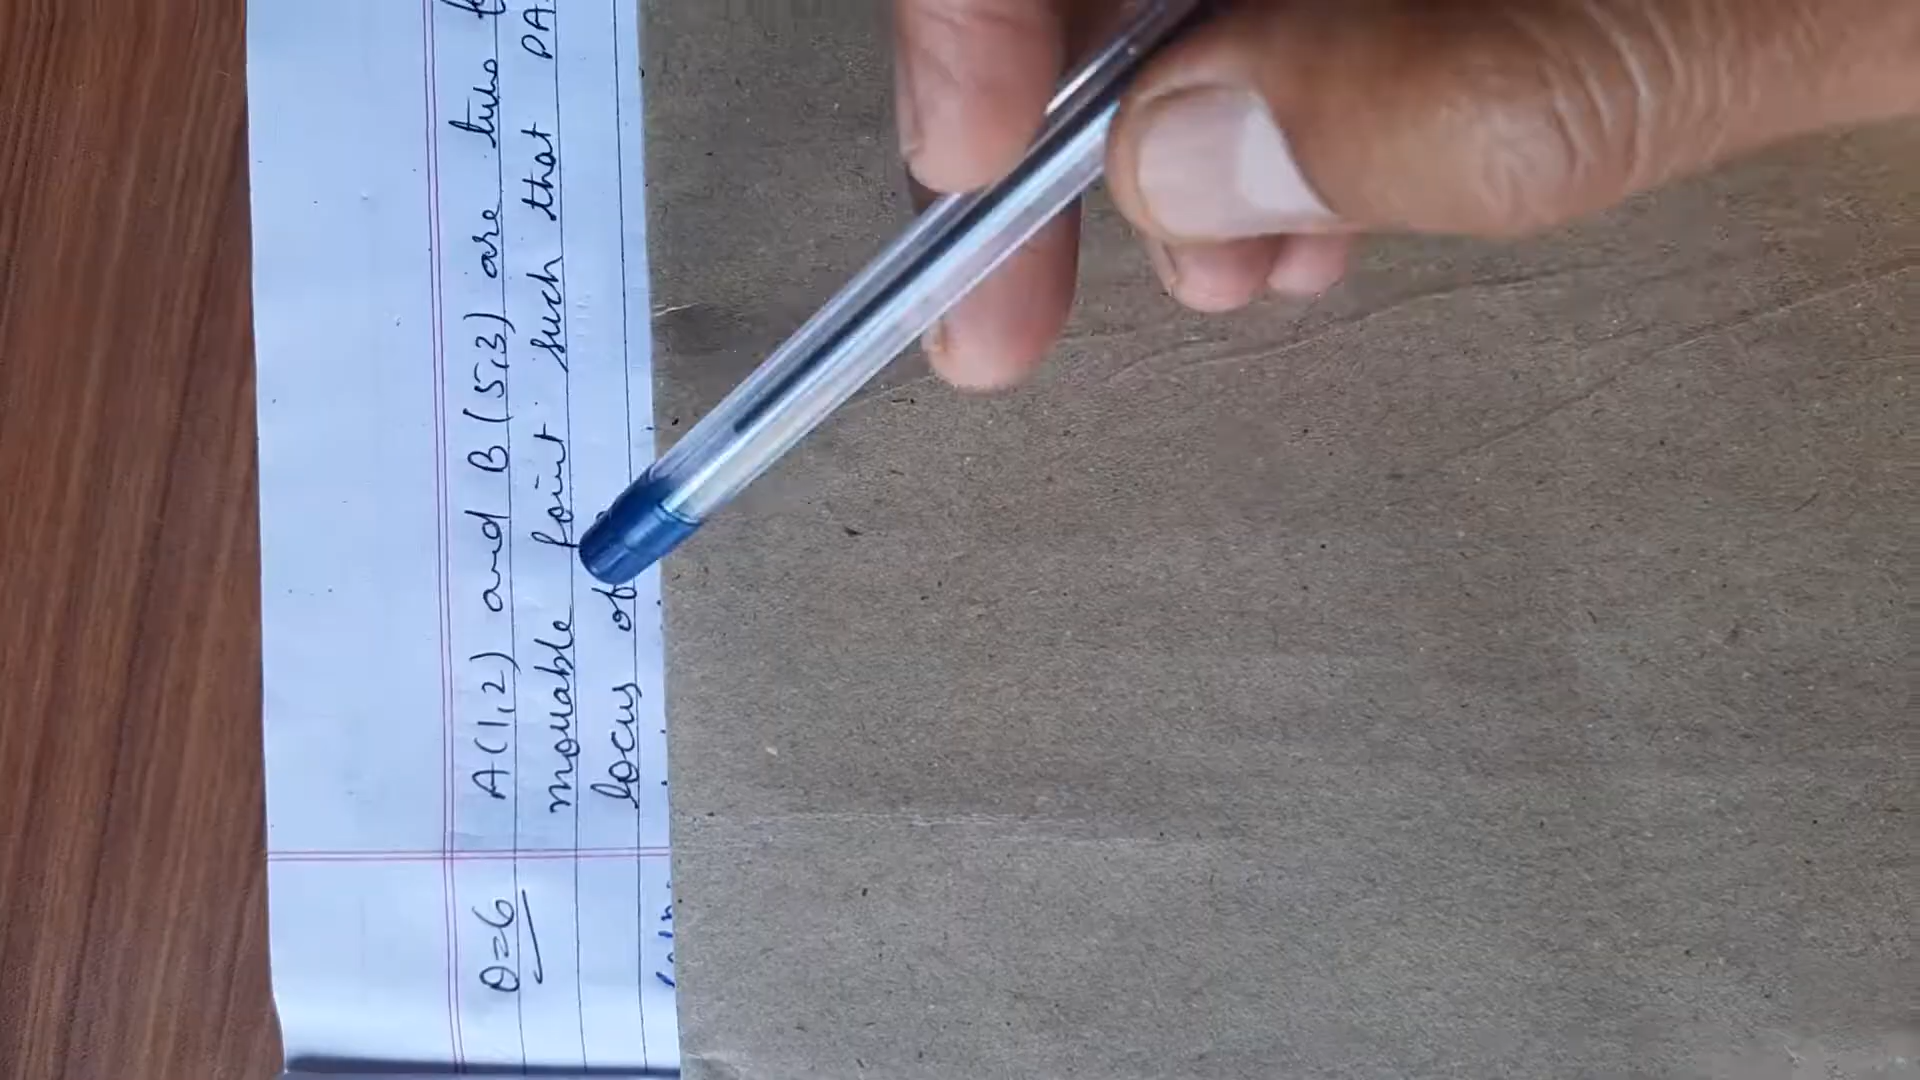 Q=6 A(1,2) and B(5,3) are two
movable point such that PA
locus of